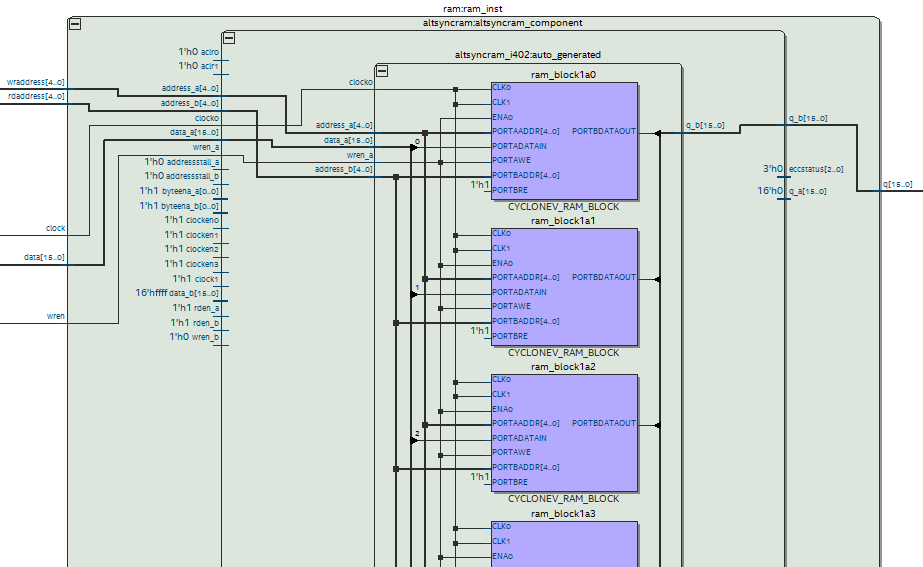 ram:ram_inst
altsyncram:altsyncram_component
altsyncram_i402:auto_generated
wraddress[4..0]
rdaddress[4..0]
clock
data[15..0]
wren
1'h0 aclr0
1'h0 aclr1
address_a[4..0]
address_b[4..0]
clock0
data_a[15..0]
wren_a
1'h0 addressstall_a
1'h0 addressstall_b
1'h1 byteena_a[0..0]
1'h1 byteena_b[0..0]
1'h1 clocken0
1'h1 clocken1
1'h1 clocken2
1'h1 clocken3
1'h1 clock1
16'hffff data_b[15..0]
1'h1 rden_a
1'h1 rden_b
1'h0 wren_b
clock0
address_a[4..0]
data_a[15..0]
wren_a
address_b[4..0]
ram_block1a0
CLK0
CLK1
ENA0
PORTAADDR[4..0] PORTBDATAOUT
0 PORTADATAIN
PORTAWE
PORTBADDR[4..0]
1'h1 PORTBRE
CYCLONEV_RAM_BLOCK
ram_block1a1
CLK0
CLK1
ENA0
PORTAADDR[4..0] PORTBDATAOUT
1 PORTADATAIN
PORTAWE
PORTBADDR[4..0]
1'h1 PORTBRE
CYCLONEV_RAM_BLOCK
ram_block1a2
CLK0
CLK1
ENA0
PORTAADDR[4..0] PORTBDATAOUT
2 PORTADATAIN
PORTAWE
PORTBADDR[4..0]
1'h1 PORTBRE
CYCLONEV_RAM_BLOCK
ram_block1a3
CLK0
CLK1
ENA0
q_b[15..0]
q_b[15..0]
3'h0 eccstatus[2..0]
16'h0 q_a[15..0]
q[15..0]